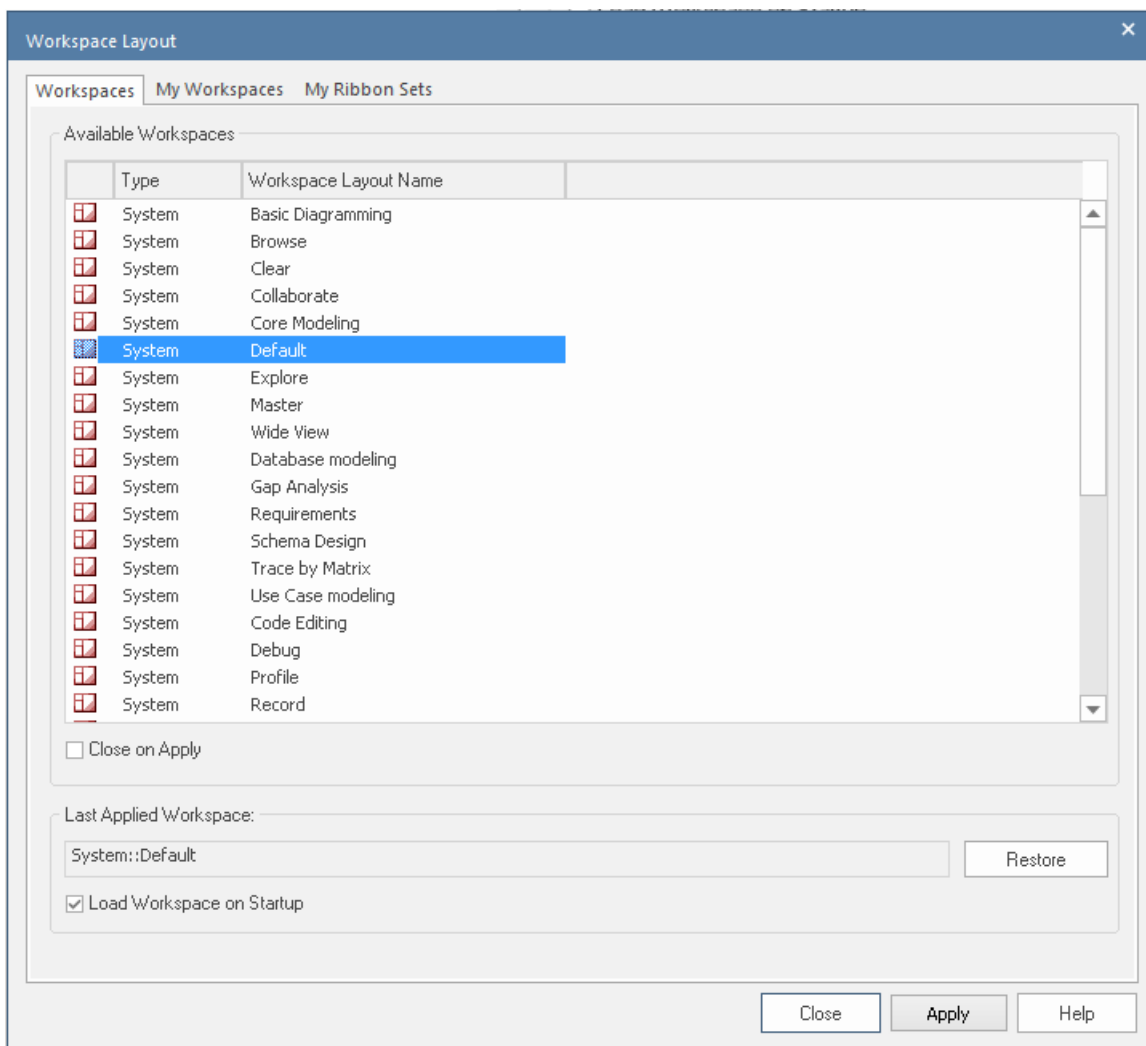 Workspace Layout
Workspaces My Workspaces My Ribbon Sets
Available Workspaces
Type Workspace Layout Name
System Basic Diagramming
System Browse
System Clear
System Collaborate
System Core Modeling
System Default
System Explore
System Master
System Wide View
System Database modeling
System Gap Analysis
System Requirements
System Schema Design
System Trace by Matrix
System Use Case modeling
System Code Editing
System Debug
System Profile
System Record
Close on Apply
Last Applied Workspace:
System::Default
Restore
Load Workspace on Startup
Close Apply Help